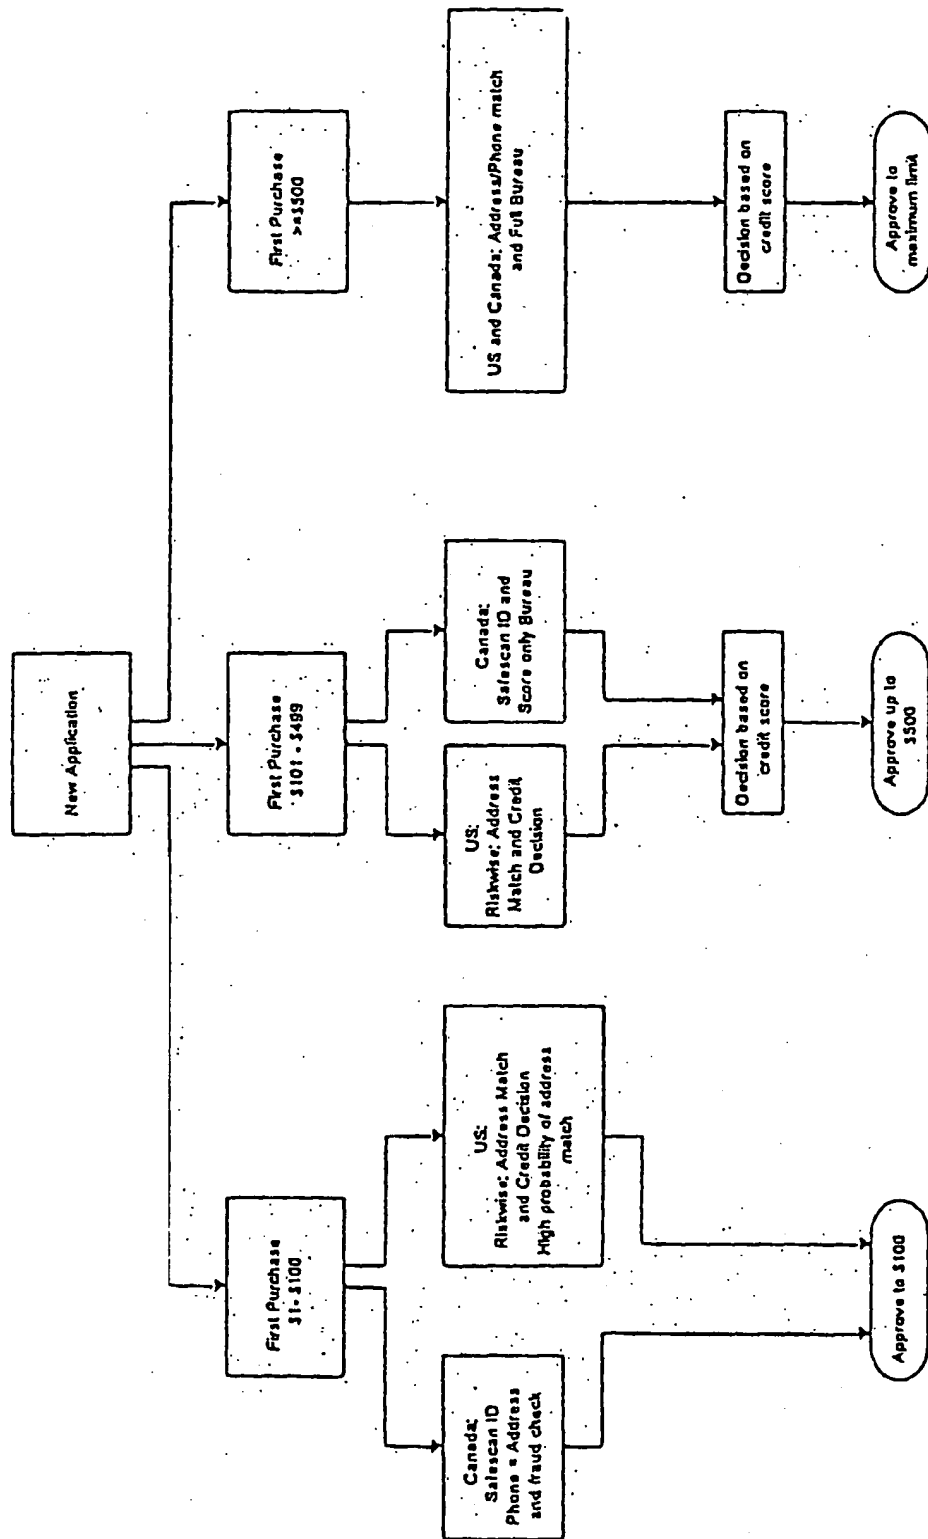 New Application
First Purchase
$1- $100
First Purchase
$101 - $499
First Purchase
>=$500
Canada:
Salescan ID
Phone = Address
and fraud check
US:
Riskwise: Address Match
and Credit Decision
High probability of address
match
US:
Riskwise: Address
Match and Credit
Decision
Canada:
Salescan ID and
Score only Bureau
US and Canada: Address/Phone match
and Full Bureau
Decision based on
credit score
Decision based on
credit score
Approve to $100
Approve up to
$500
Approve to
maximum limit